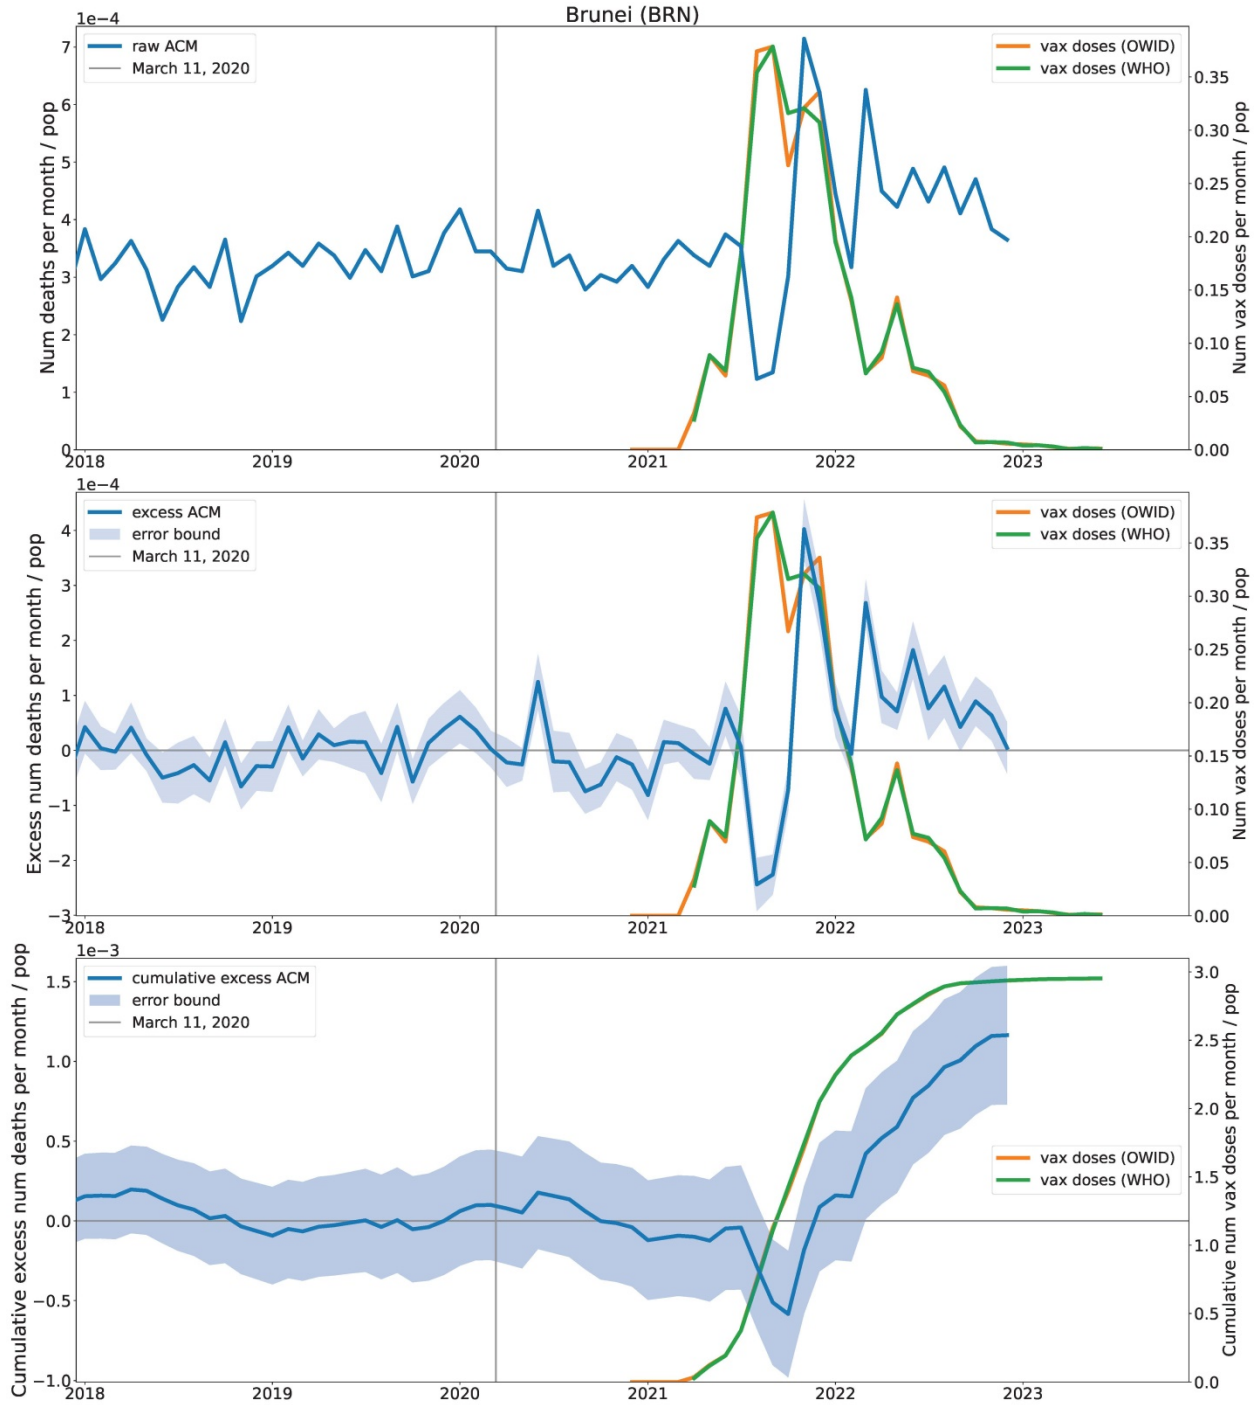 Brunei (BRN)
1e−4
raw ACM
March 11, 2020
vax doses (OWID)
vax doses (WHO)
Num deaths per month / pop
7
6
5
4
3
2
1
0
Num vax doses per month / pop
0.35
0.30
0.25
0.20
0.15
0.10
0.05
0.00
2018 2019 2020 2021 2022 2023
1e−4
excess ACM
error bound
March 11, 2020
vax doses (OWID)
vax doses (WHO)
Excess num deaths per month / pop
4
3
2
1
0
−1
−2
−3
Num vax doses per month / pop
0.35
0.30
0.25
0.20
0.15
0.10
0.05
0.00
2018 2019 2020 2021 2022 2023
1e−3
cumulative excess ACM
error bound
March 11, 2020
vax doses (OWID)
vax doses (WHO)
Cumulative excess num deaths per month / pop
1.5
1.0
0.5
0.0
−0.5
−1.0
Cumulative num vax doses per month / pop
3.0
2.5
2.0
1.5
1.0
0.5
0.0
2018 2019 2020 2021 2022 2023